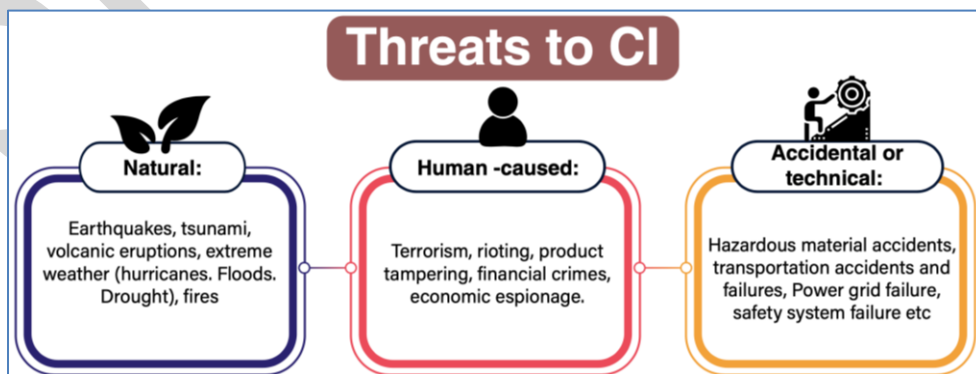 Threats to CI
Natural:
Earthquakes, tsunami,
volcanic eruptions, extreme
weather (hurricanes. Floods.
Drought), fires
Human -caused:
Terrorism, rioting, product
tampering, financial crimes,
economic espionage.
Accidental or
technical:
Hazardous material accidents,
transportation accidents and
failures, Power grid failure,
safety system failure etc